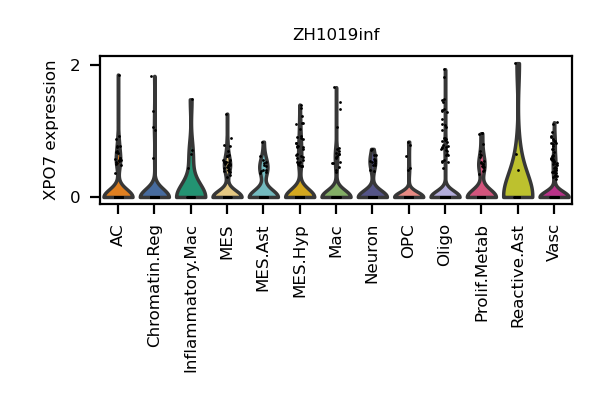 ZH1019inf
XPO7 expression
2
0
AC
Chromatin.Reg
Inflammatory.Mac
MES
MES.Ast
MES.Hyp
Mac
Neuron
OPC
Oligo
Prolif.Metab
Reactive.Ast
Vasc